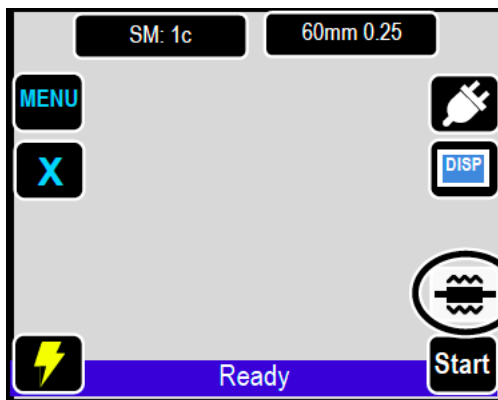 SM: 1c
60mm 0.25
MENU
X
DISP
Ready
Start